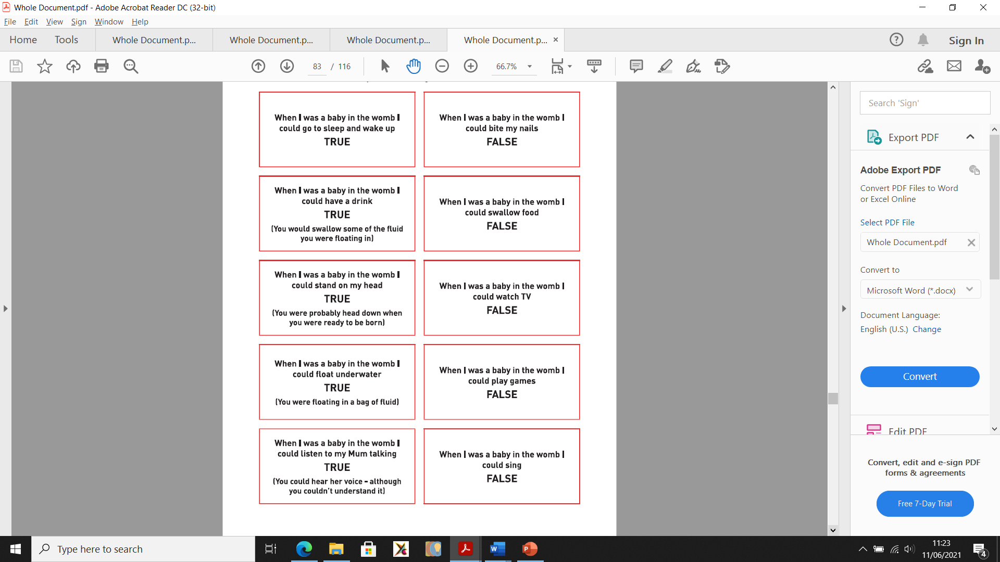 Whole Document.pdf - Adobe Acrobat Reader DC (32-bit)
File Edit View Sign Window Help
Home Tools Whole Document.p... Whole Document.p... Whole Document.p... Whole Document.p... Sign In
83 / 116 66.7%
When I was a baby in the womb I
could go to sleep and wake up
TRUE
When I was a baby in the womb I
could bite my nails
FALSE
When I was a baby in the womb I
could have a drink
TRUE
(You would swallow some of the fluid
you were floating in)
When I was a baby in the womb I
could swallow food
FALSE
When I was a baby in the womb I
could stand on my head
TRUE
(You were probably head down when
you were ready to be born)
When I was a baby in the womb I
could watch TV
FALSE
When I was a baby in the womb I
could float underwater
TRUE
(You were floating in a bag of fluid)
When I was a baby in the womb I
could play games
FALSE
When I was a baby in the womb I
could listen to my Mum talking
TRUE
(You could hear her voice – although
you couldn't understand it)
When I was a baby in the womb I
could sing
FALSE
Search 'Sign'
Export PDF
Adobe Export PDF
Convert PDF Files to Word
or Excel Online
Select PDF File
Whole Document.pdf
Convert to
Microsoft Word (*.docx)
Document Language:
English (U.S.) Change
Convert
Edit PDF
Convert, edit and e-sign PDF
forms & agreements
Free 7-Day Trial
Type here to search
11:23
11/06/2021
4